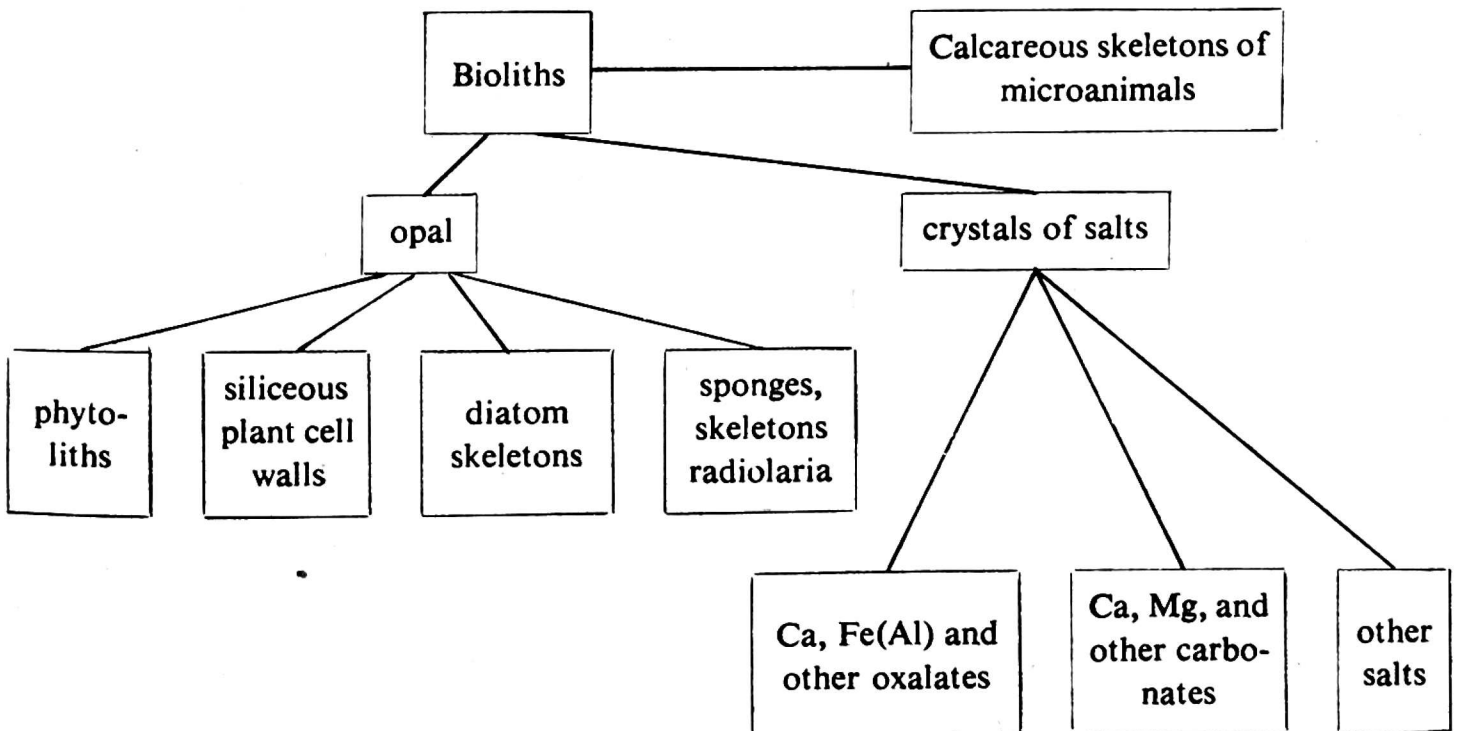 Bioliths
Calcareous skeletons of
microanimals
opal
crystals of salts
phyto-
liths
siliceous
plant cell
walls
diatom
skeletons
sponges,
skeletons
radiolaria
Ca, Fe(Al) and
other oxalates
Ca, Mg, and
other carbo-
nates
other
salts